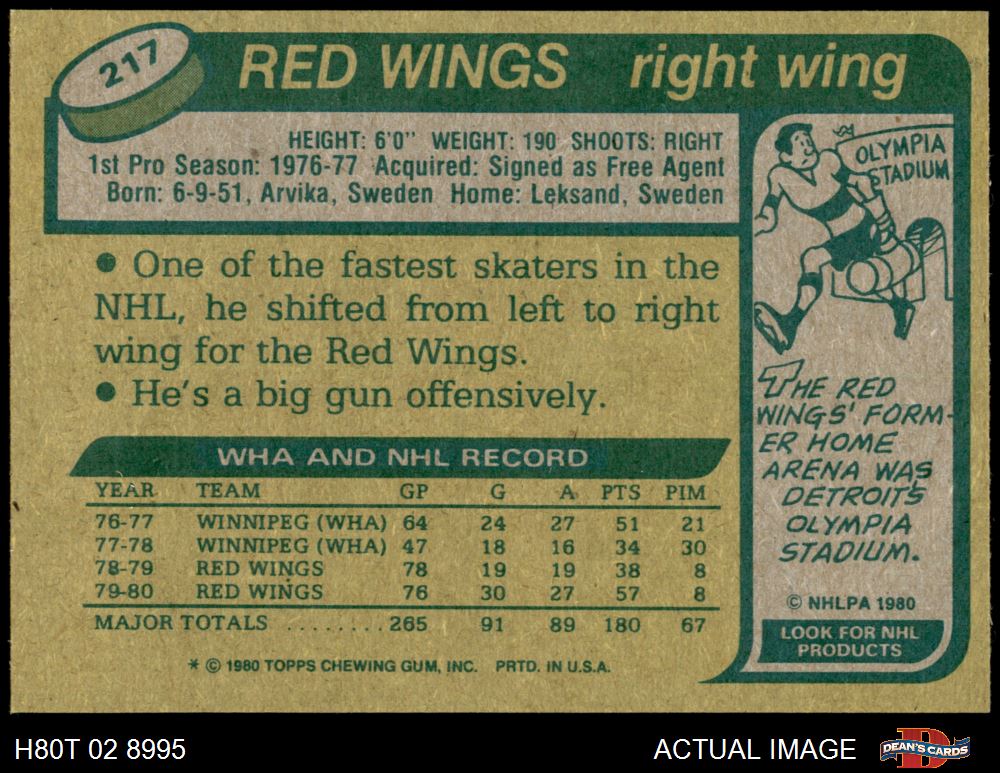 217
RED WINGS right wing
HEIGHT: 6'0" WEIGHT: 190 SHOOTS: RIGHT
1st Pro Season: 1976-77 Acquired: Signed as Free Agent
Born: 6-9-51, Arvika, Sweden Home: Leksand, Sweden
• One of the fastest skaters in the
NHL, he shifted from left to right
wing for the Red Wings.
• He's a big gun offensively.
WHA AND NHL RECORD
YEAR TEAM GP G A PTS PIM
76-77 WINNIPEG (WHA) 64 24 27 51 21
77-78 WINNIPEG (WHA) 47 18 16 34 30
78-79 RED WINGS 78 19 19 38 8
79-80 RED WINGS 76 30 27 57 8
MAJOR TOTALS ........ 265 91 89 180 67
* © 1980 TOPPS CHEWING GUM, INC. PRTD. IN U.S.A.
OLYMPIA
STADIUM
THE RED
WINGS' FORM-
ER HOME
ARENA WAS
DETROIT'S
OLYMPIA
STADIUM.
© NHLPA 1980
LOOK FOR NHL
PRODUCTS
H80T 02 8995
ACTUAL IMAGE
DEAN'S CARDS